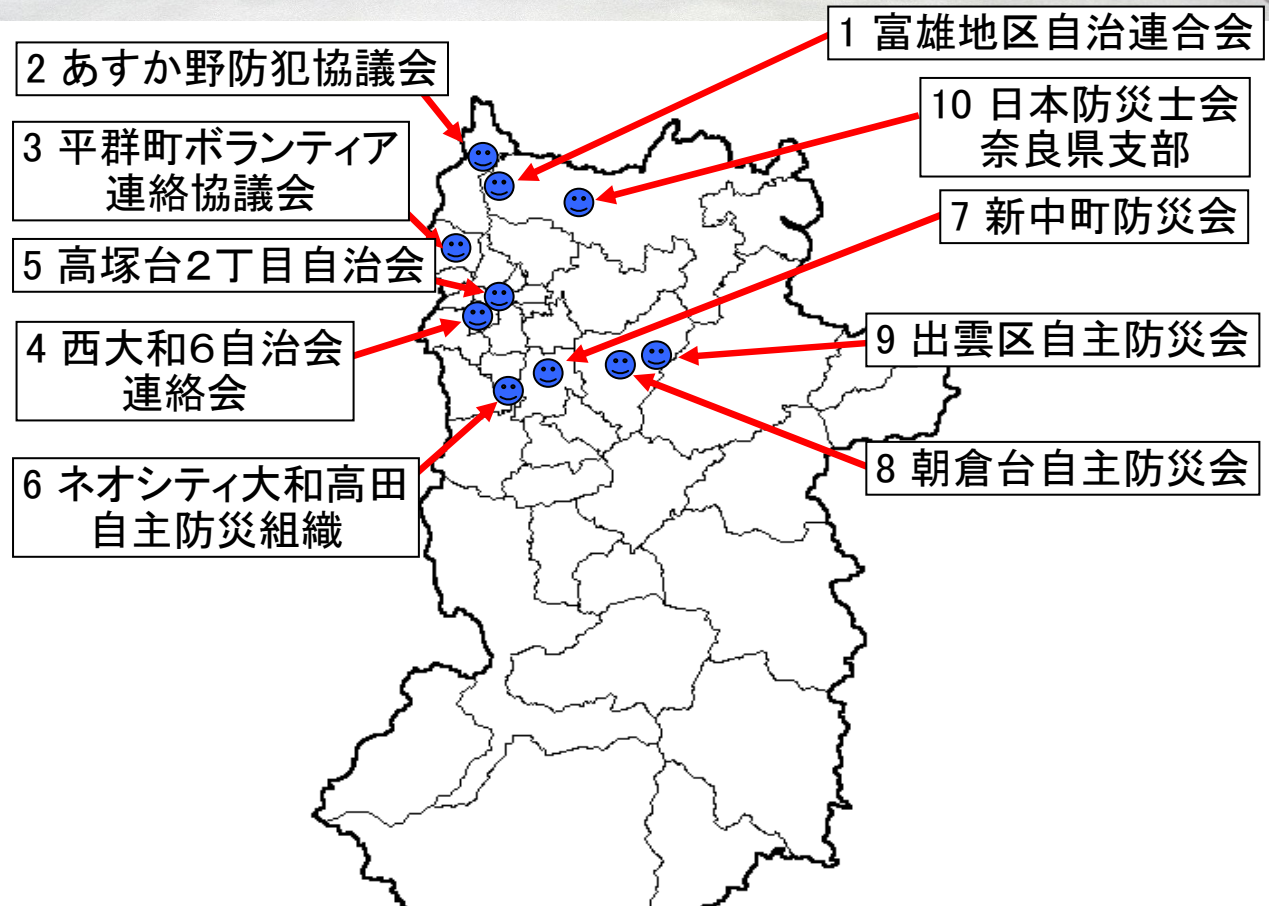 1 富雄地区自治連合会
2 あすか野防犯協議会
10 日本防災士会
奈良県支部
3 平群町ボランティア
連絡協議会
7 新中町防災会
5 高塚台２丁目自治会
4 西大和６自治会
連絡会
9 出雲区自主防災会
8 朝倉台自主防災会
6 ネオシティ大和高田
自主防災組織